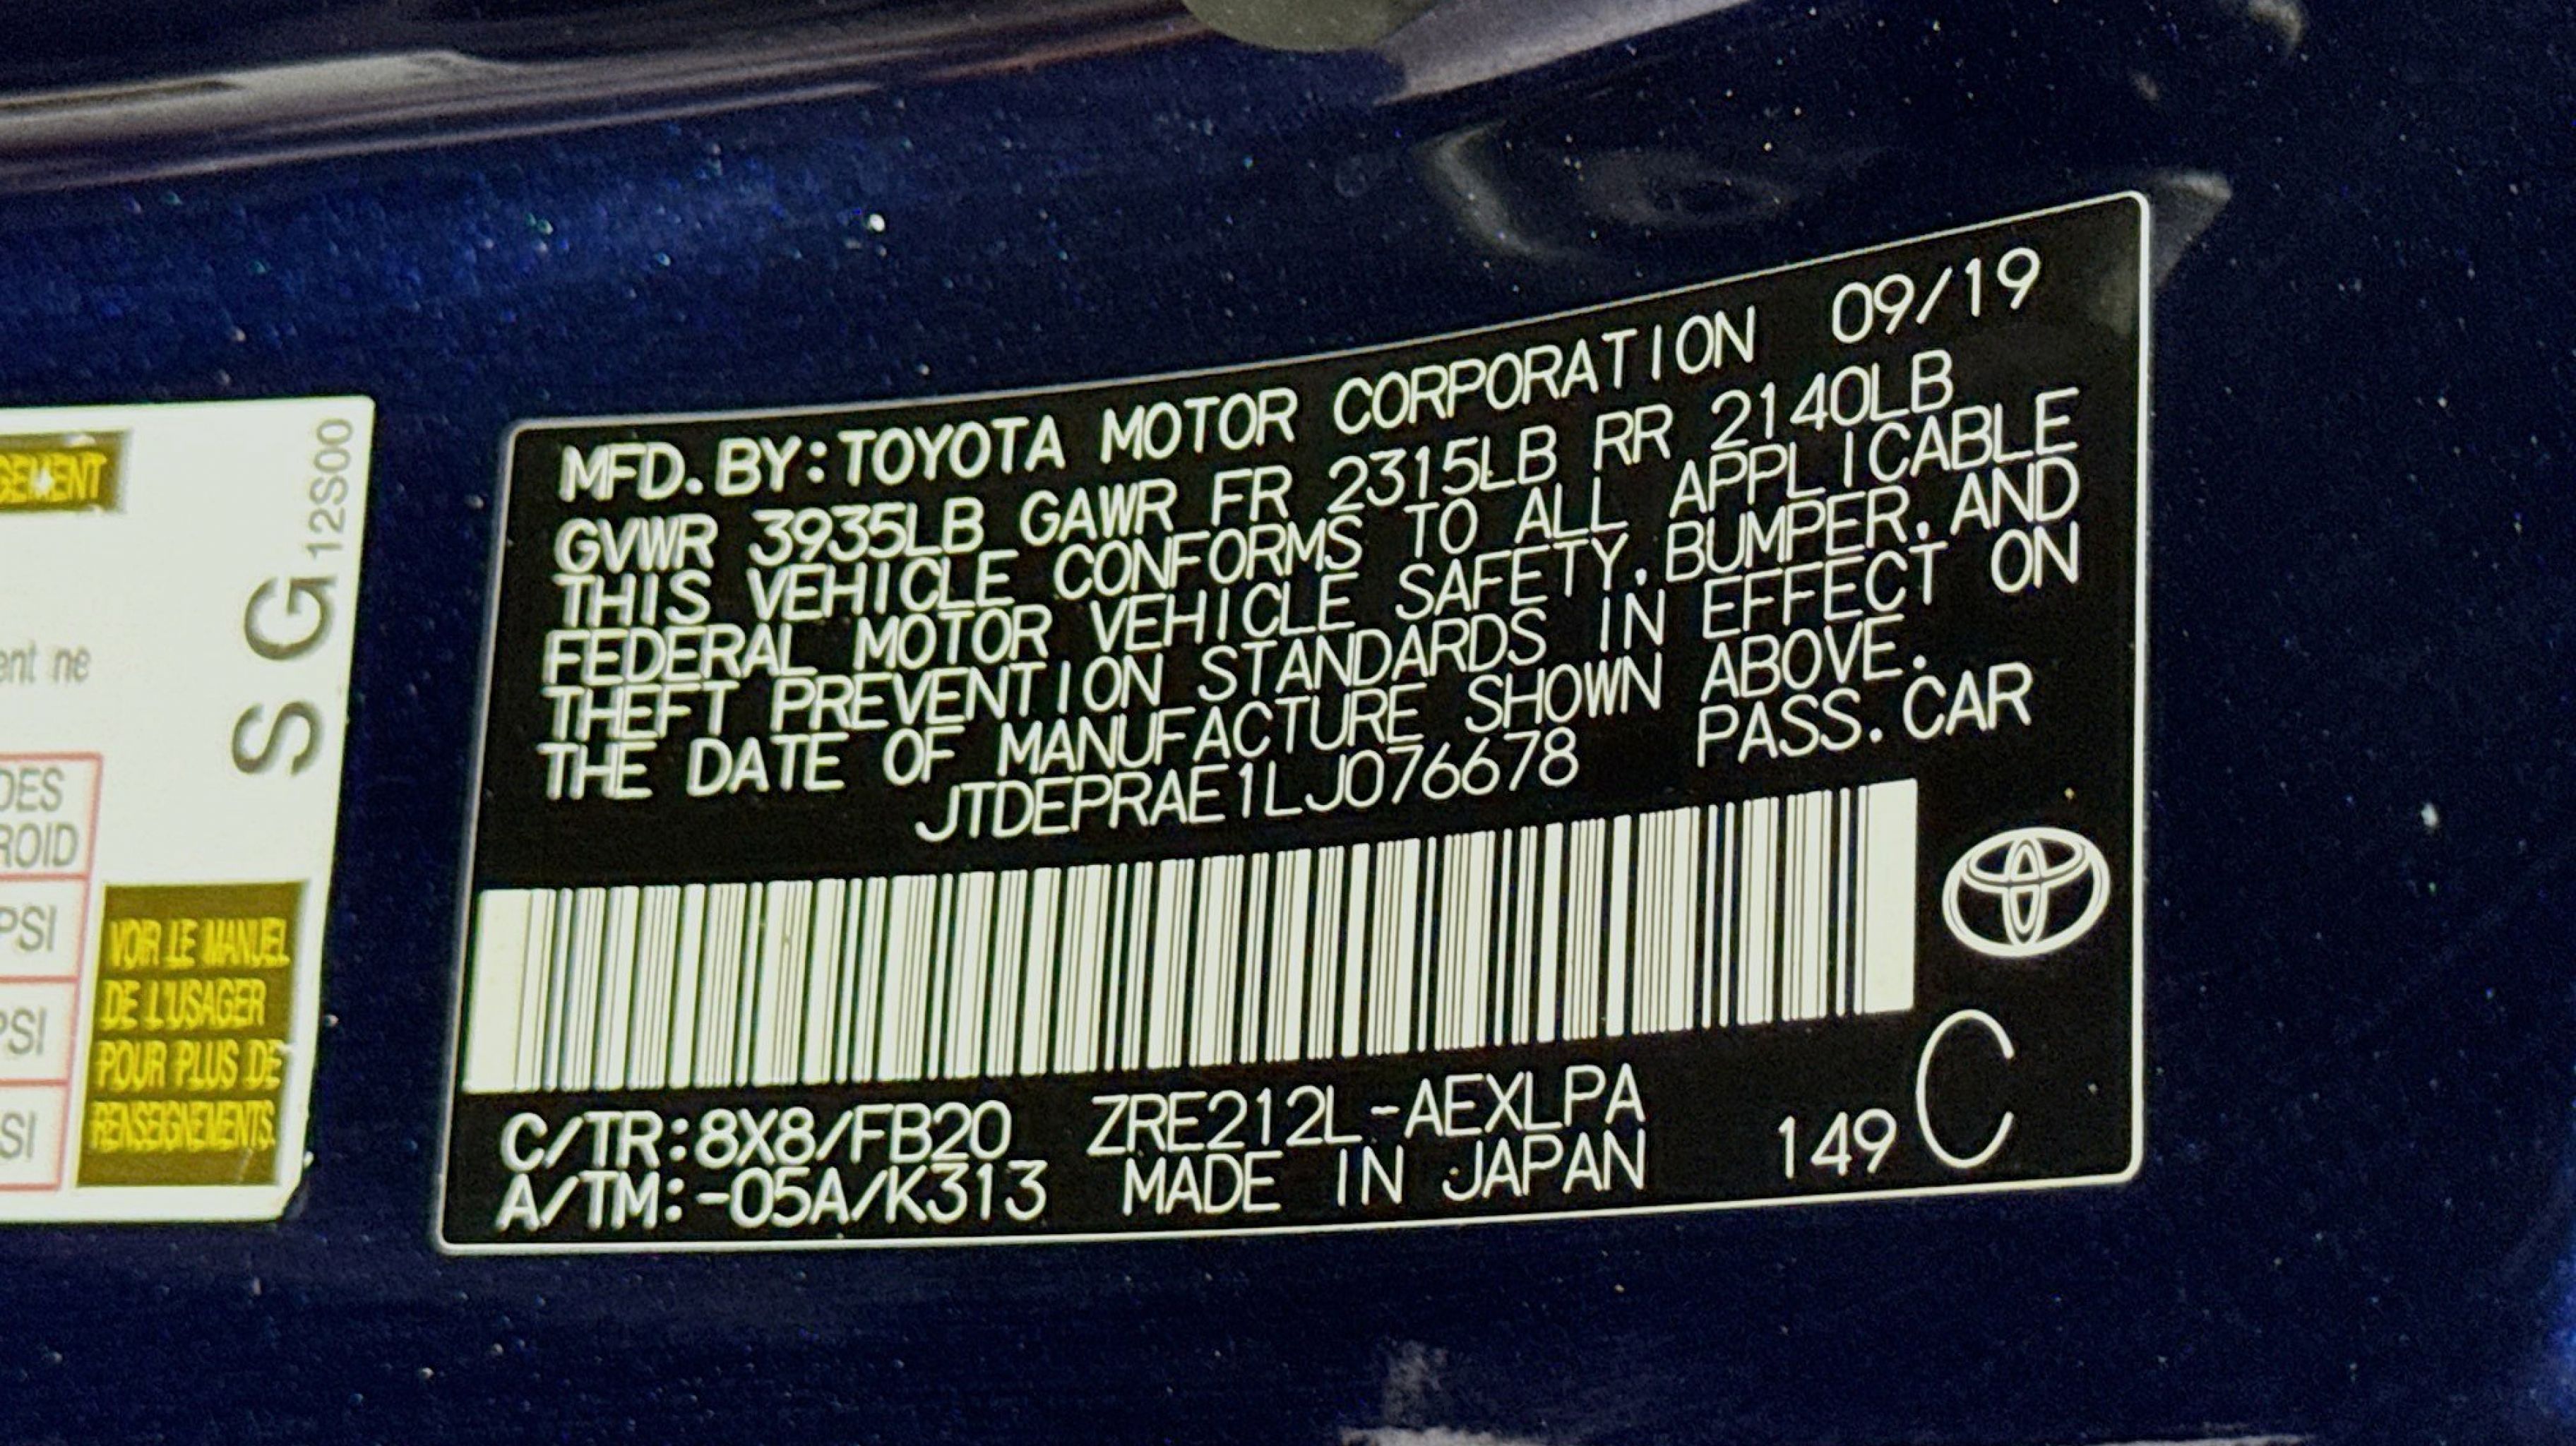 GEMENT
ent ne
DES
ROID
PSI
PSI
SI
VOIR LE MANUEL
DE L'USAGER
POUR PLUS DE
RENSEIGNEMENTS.
S G 12S00
MFD.BY:TOYOTA MOTOR CORPORATION 09/19
GVWR 3935LB GAWR FR 2315LB RR 2140LB
THIS VEHICLE CONFORMS TO ALL APPLICABLE
FEDERAL MOTOR VEHICLE SAFETY,BUMPER,AND
THEFT PREVENTION STANDARDS IN EFFECT ON
THE DATE OF MANUFACTURE SHOWN ABOVE.
JTDEPRAE1LJ076678 PASS.CAR
C/TR:8X8/FB20 ZRE212L-AEXLPA
A/TM:-05A/K313 MADE IN JAPAN 149 C